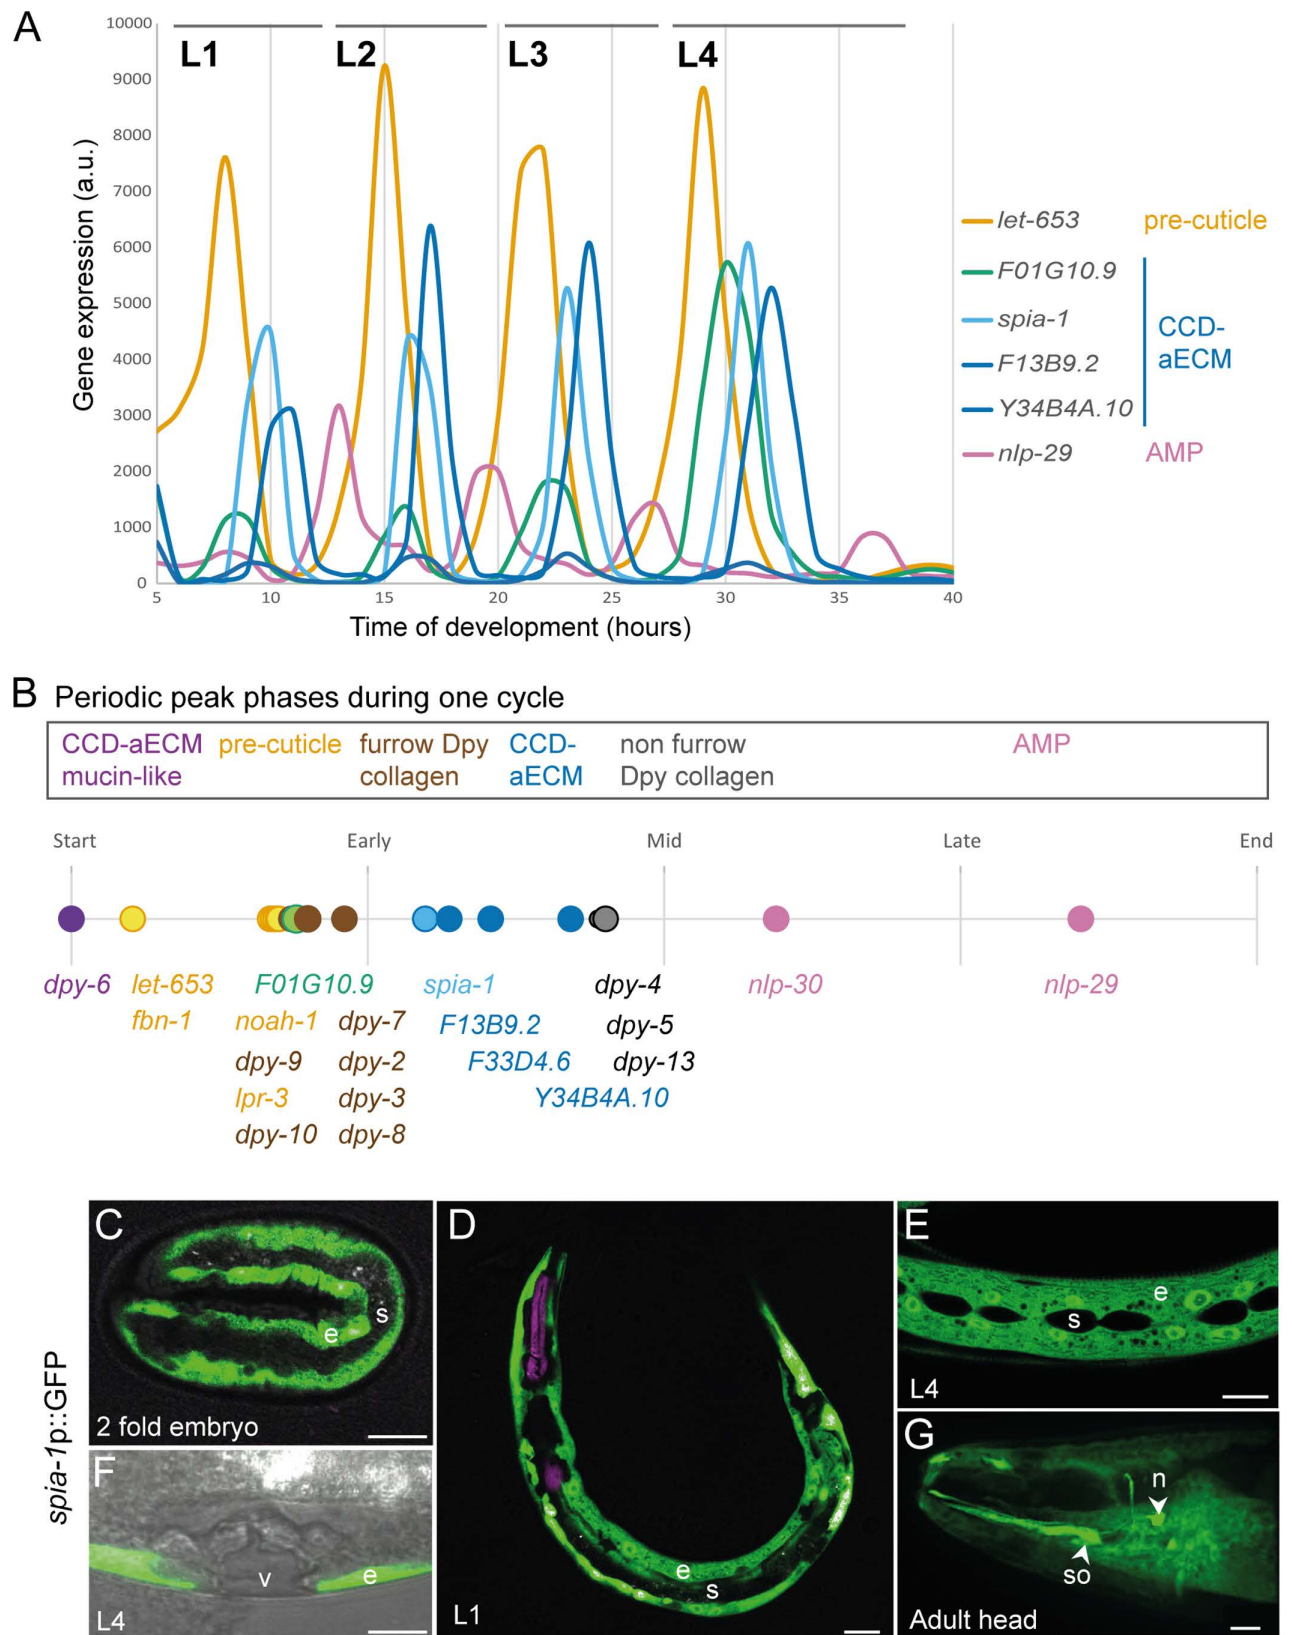 A
L1 L2 L3 L4
10000
9000
8000
7000
6000
5000
4000
3000
2000
1000
0
5 10 15 20 25 30 35 40
Gene expression (a.u.)
Time of development (hours)
let-653 pre-cuticle
F01G10.9
spia-1
F13B9.2
Y34B4A.10
CCD-
aECM
nlp-29 AMP
B Periodic peak phases during one cycle
CCD-aECM pre-cuticle furrow Dpy CCD- non furrow AMP
mucin-like collagen aECM Dpy collagen
Start Early Mid Late End
dpy-6 let-653 F01G10.9 spia-1 dpy-4 nlp-30 nlp-29
fbn-1 noah-1 dpy-7 F13B9.2 dpy-5
dpy-9 dpy-2 F33D4.6 dpy-13
lpr-3 dpy-3 Y34B4A.10
dpy-10 dpy-8
spia-1p::GFP
C
s
e
2 fold embryo
D
e
s
L1
E
e
s
L4
F
v
e
L4
G
n
so
Adult head